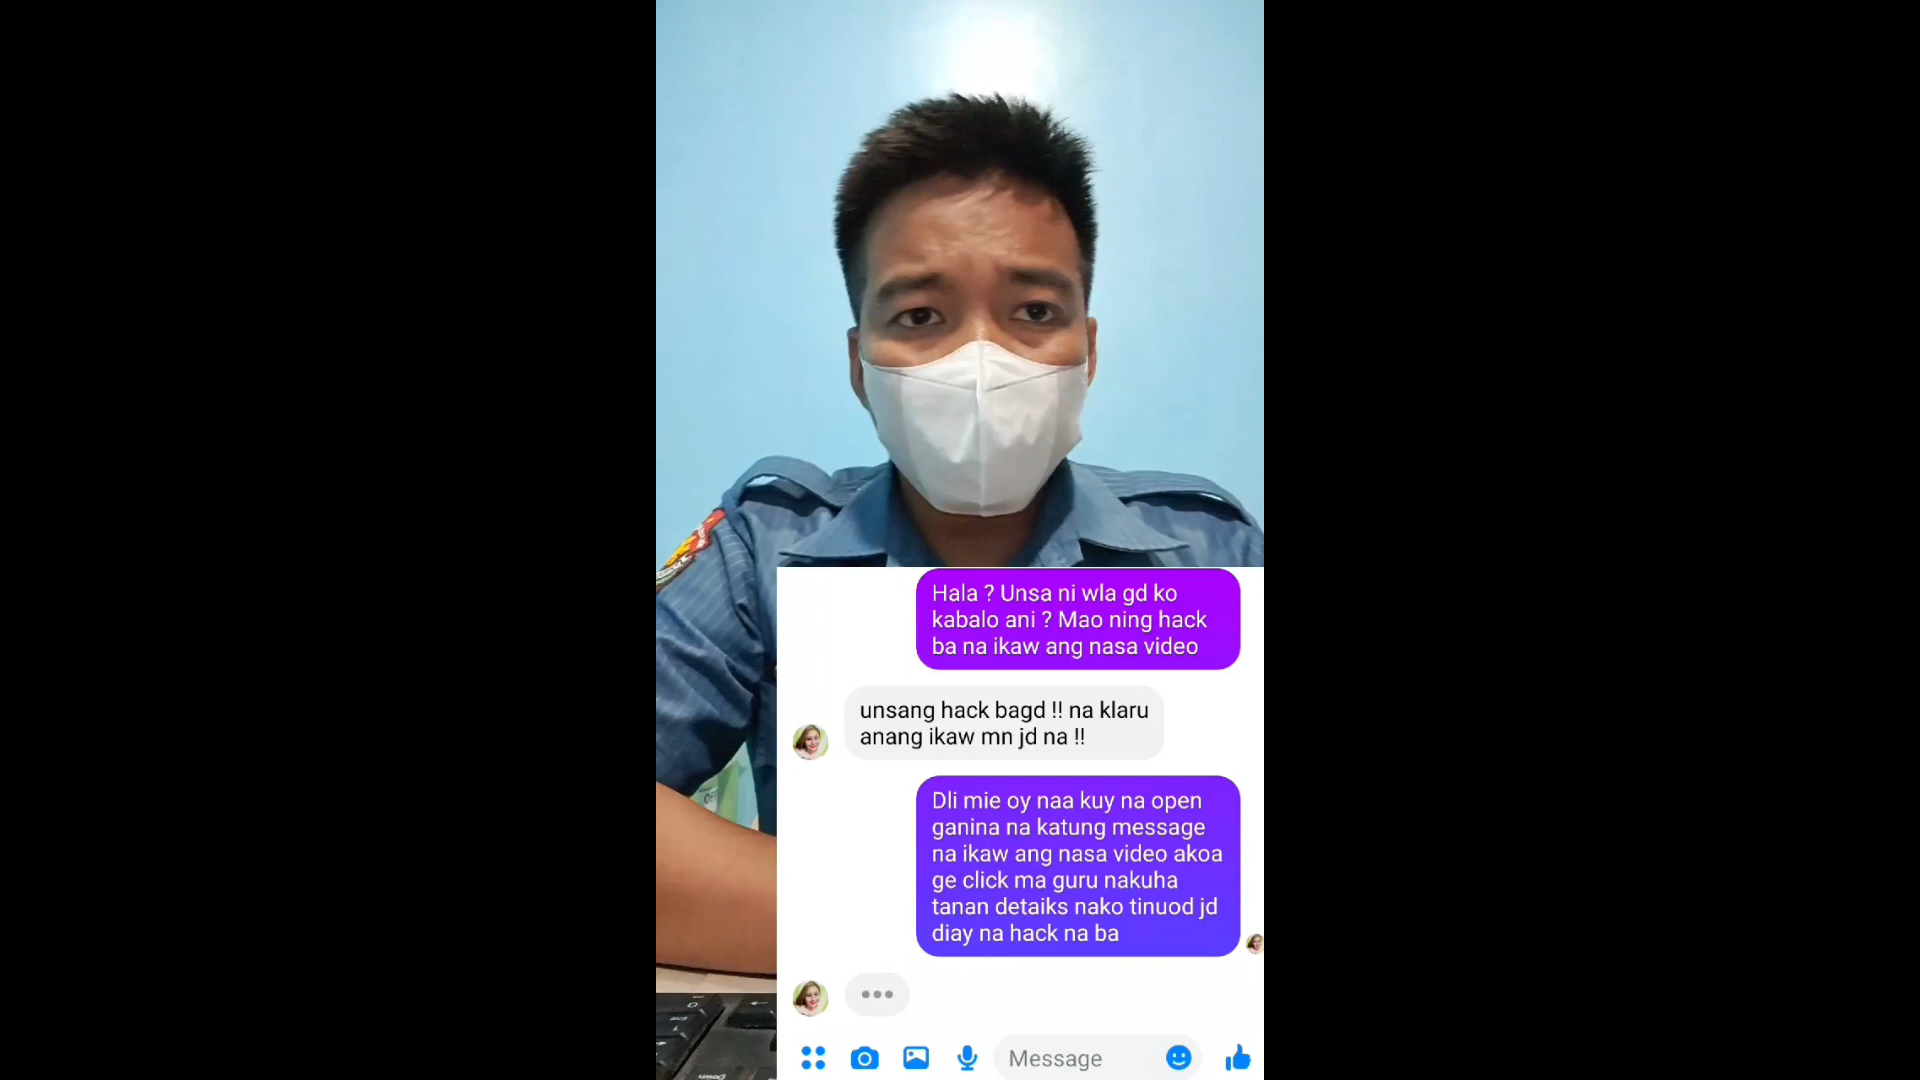 Hala ? Unsa ni wla gd ko
kabalo ani ? Mao ning hack
ba na ikaw ang nasa video
unsang hack bagd !! na klaru
anang ikaw mn jd na !!
Dli mie oy naa kuy na open
ganina na katung message
na ikaw ang nasa video akoa
ge click ma guru nakuha
tanan detaiks nako tinuod jd
diay na hack na ba
Message